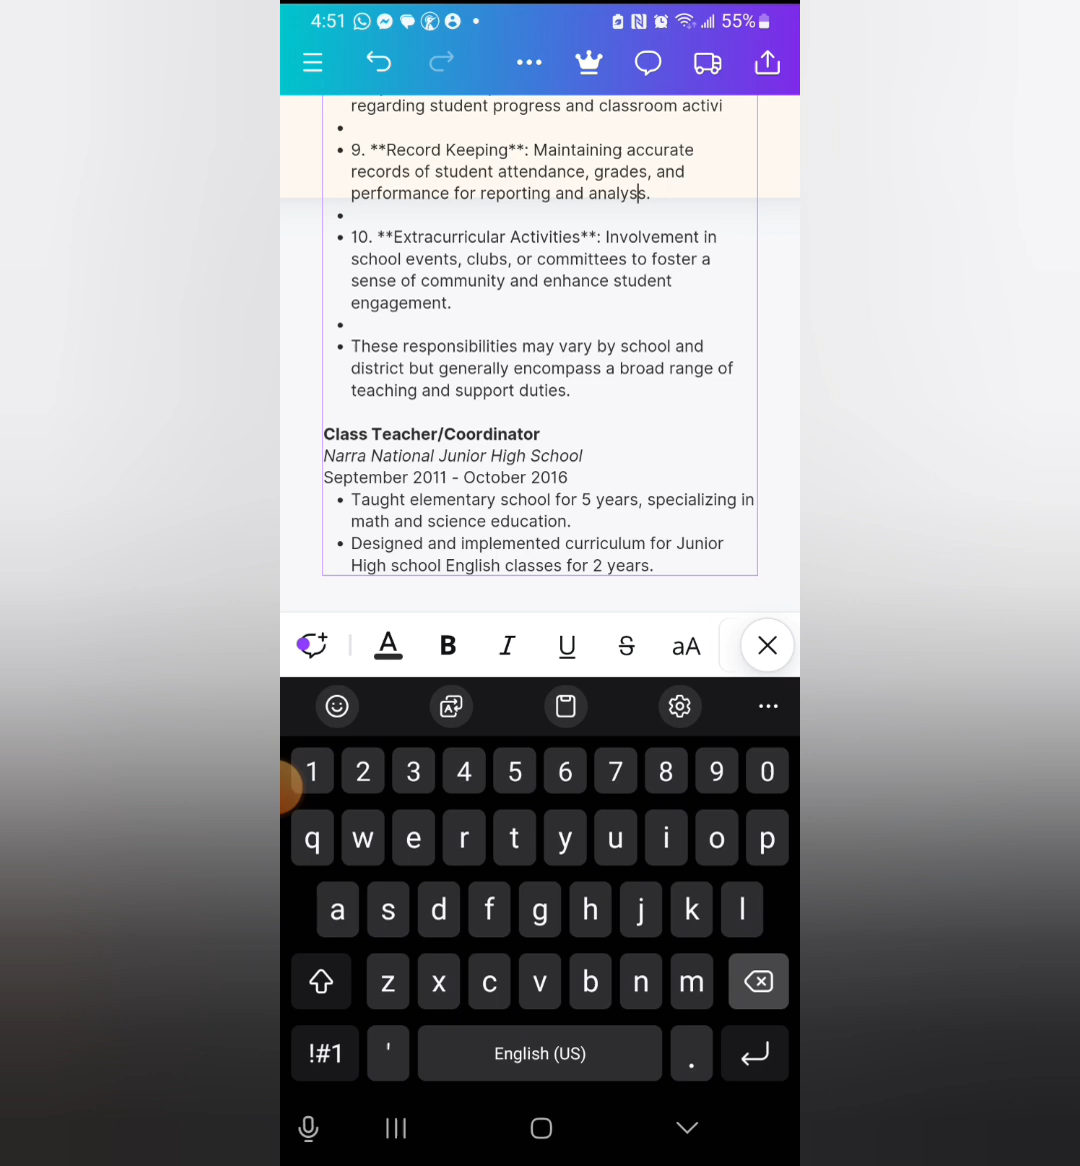 4:51
55%
regarding student progress and classroom activi
• 
• 9. **Record Keeping**: Maintaining accurate
records of student attendance, grades, and
performance for reporting and analyss.
• 
• 10. **Extracurricular Activities**: Involvement in
school events, clubs, or committees to foster a
sense of community and enhance student
engagement.
• 
• These responsibilities may vary by school and
district but generally encompass a broad range of
teaching and support duties.
Class Teacher/Coordinator
Narra National Junior High School
September 2011 - October 2016
• Taught elementary school for 5 years, specializing in
math and science education.
• Designed and implemented curriculum for Junior
High school English classes for 2 years.
A B I U S aA
1 2 3 4 5 6 7 8 9 0
q w e r t y u i o p
a s d f g h j k l
z x c v b n m
!#1 ' English (US) .